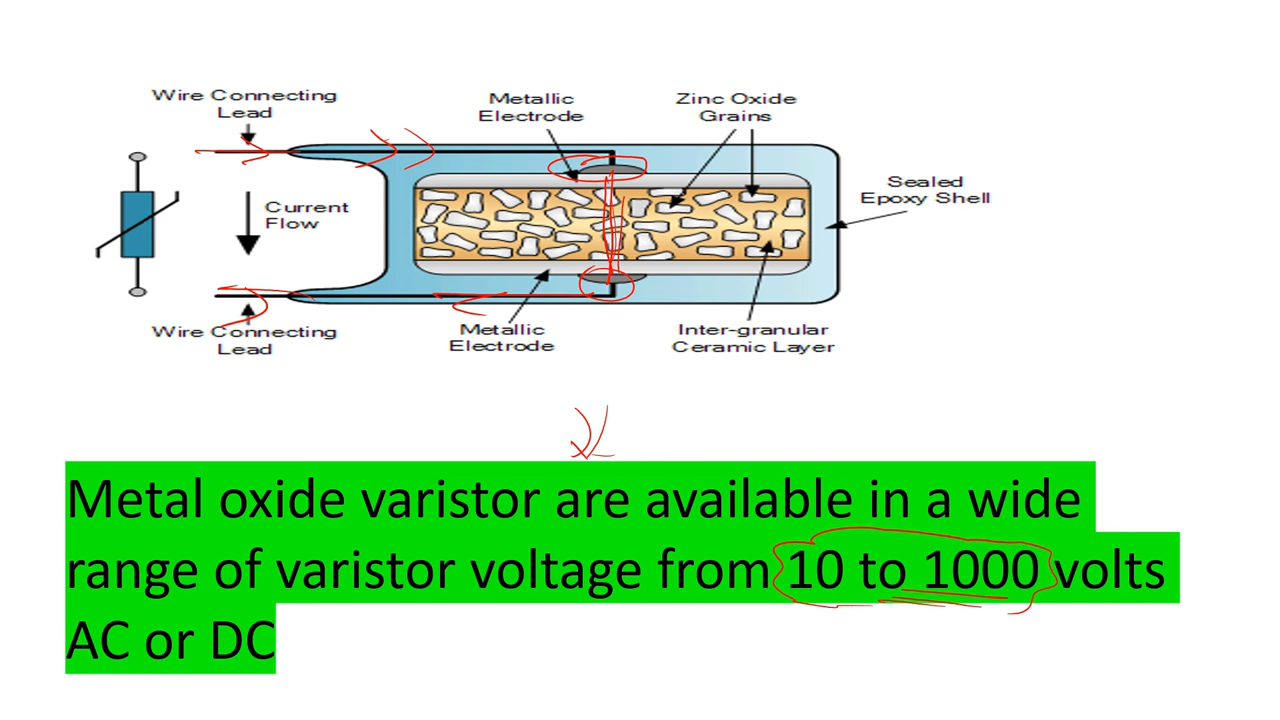 Wire Connecting
Lead
Metallic
Electrode
Zinc Oxide
Grains
Current
Flow
Sealed
Epoxy Shell
Wire Connecting
Lead
Metallic
Electrode
Inter-granular
Ceramic Layer
Metal oxide varistor are available in a wide
range of varistor voltage from 10 to 1000 volts
AC or DC